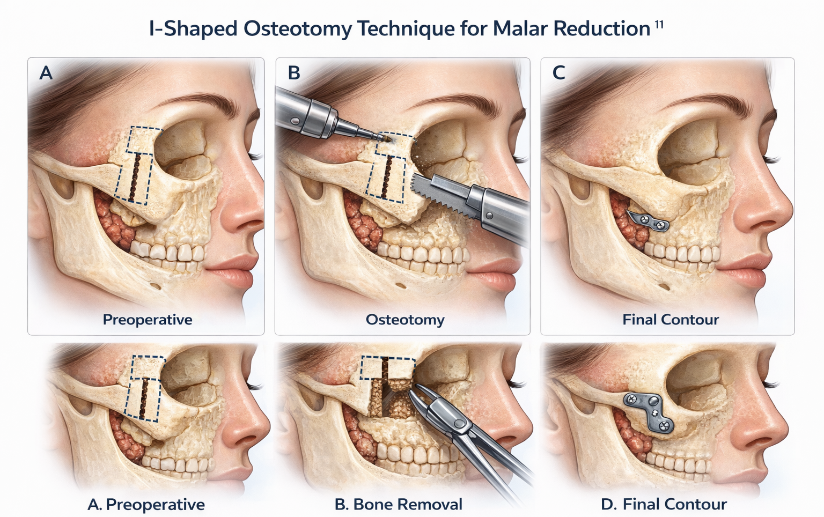 I-Shaped Osteotomy Technique for Malar Reduction 11
A
B
C
Preoperative
Osteotomy
Final Contour
A. Preoperative
B. Bone Removal
D. Final Contour